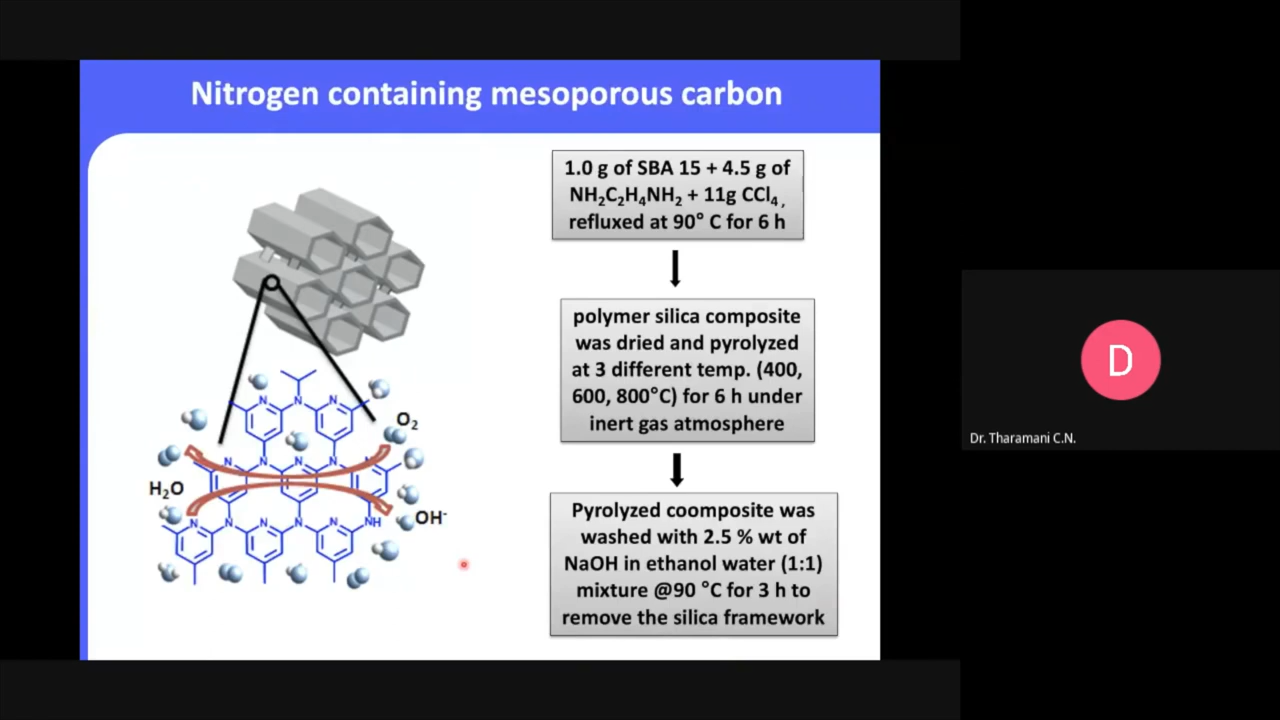 Nitrogen containing mesoporous carbon
1.0 g of SBA 15 + 4.5 g of
NH₂C₂H₄NH₂ + 11g CCl₄ ,
refluxed at 90° C for 6 h
polymer silica composite
was dried and pyrolyzed
at 3 different temp. (400,
600, 800°C) for 6 h under
inert gas atmosphere
Pyrolyzed coomposite was
washed with 2.5 % wt of
NaOH in ethanol water (1:1)
mixture @90 °C for 3 h to
remove the silica framework
N
N N
O₂
N N
N N N
H₂O
OH⁻
N N N NH
N N
D
Dr. Tharamani C.N.